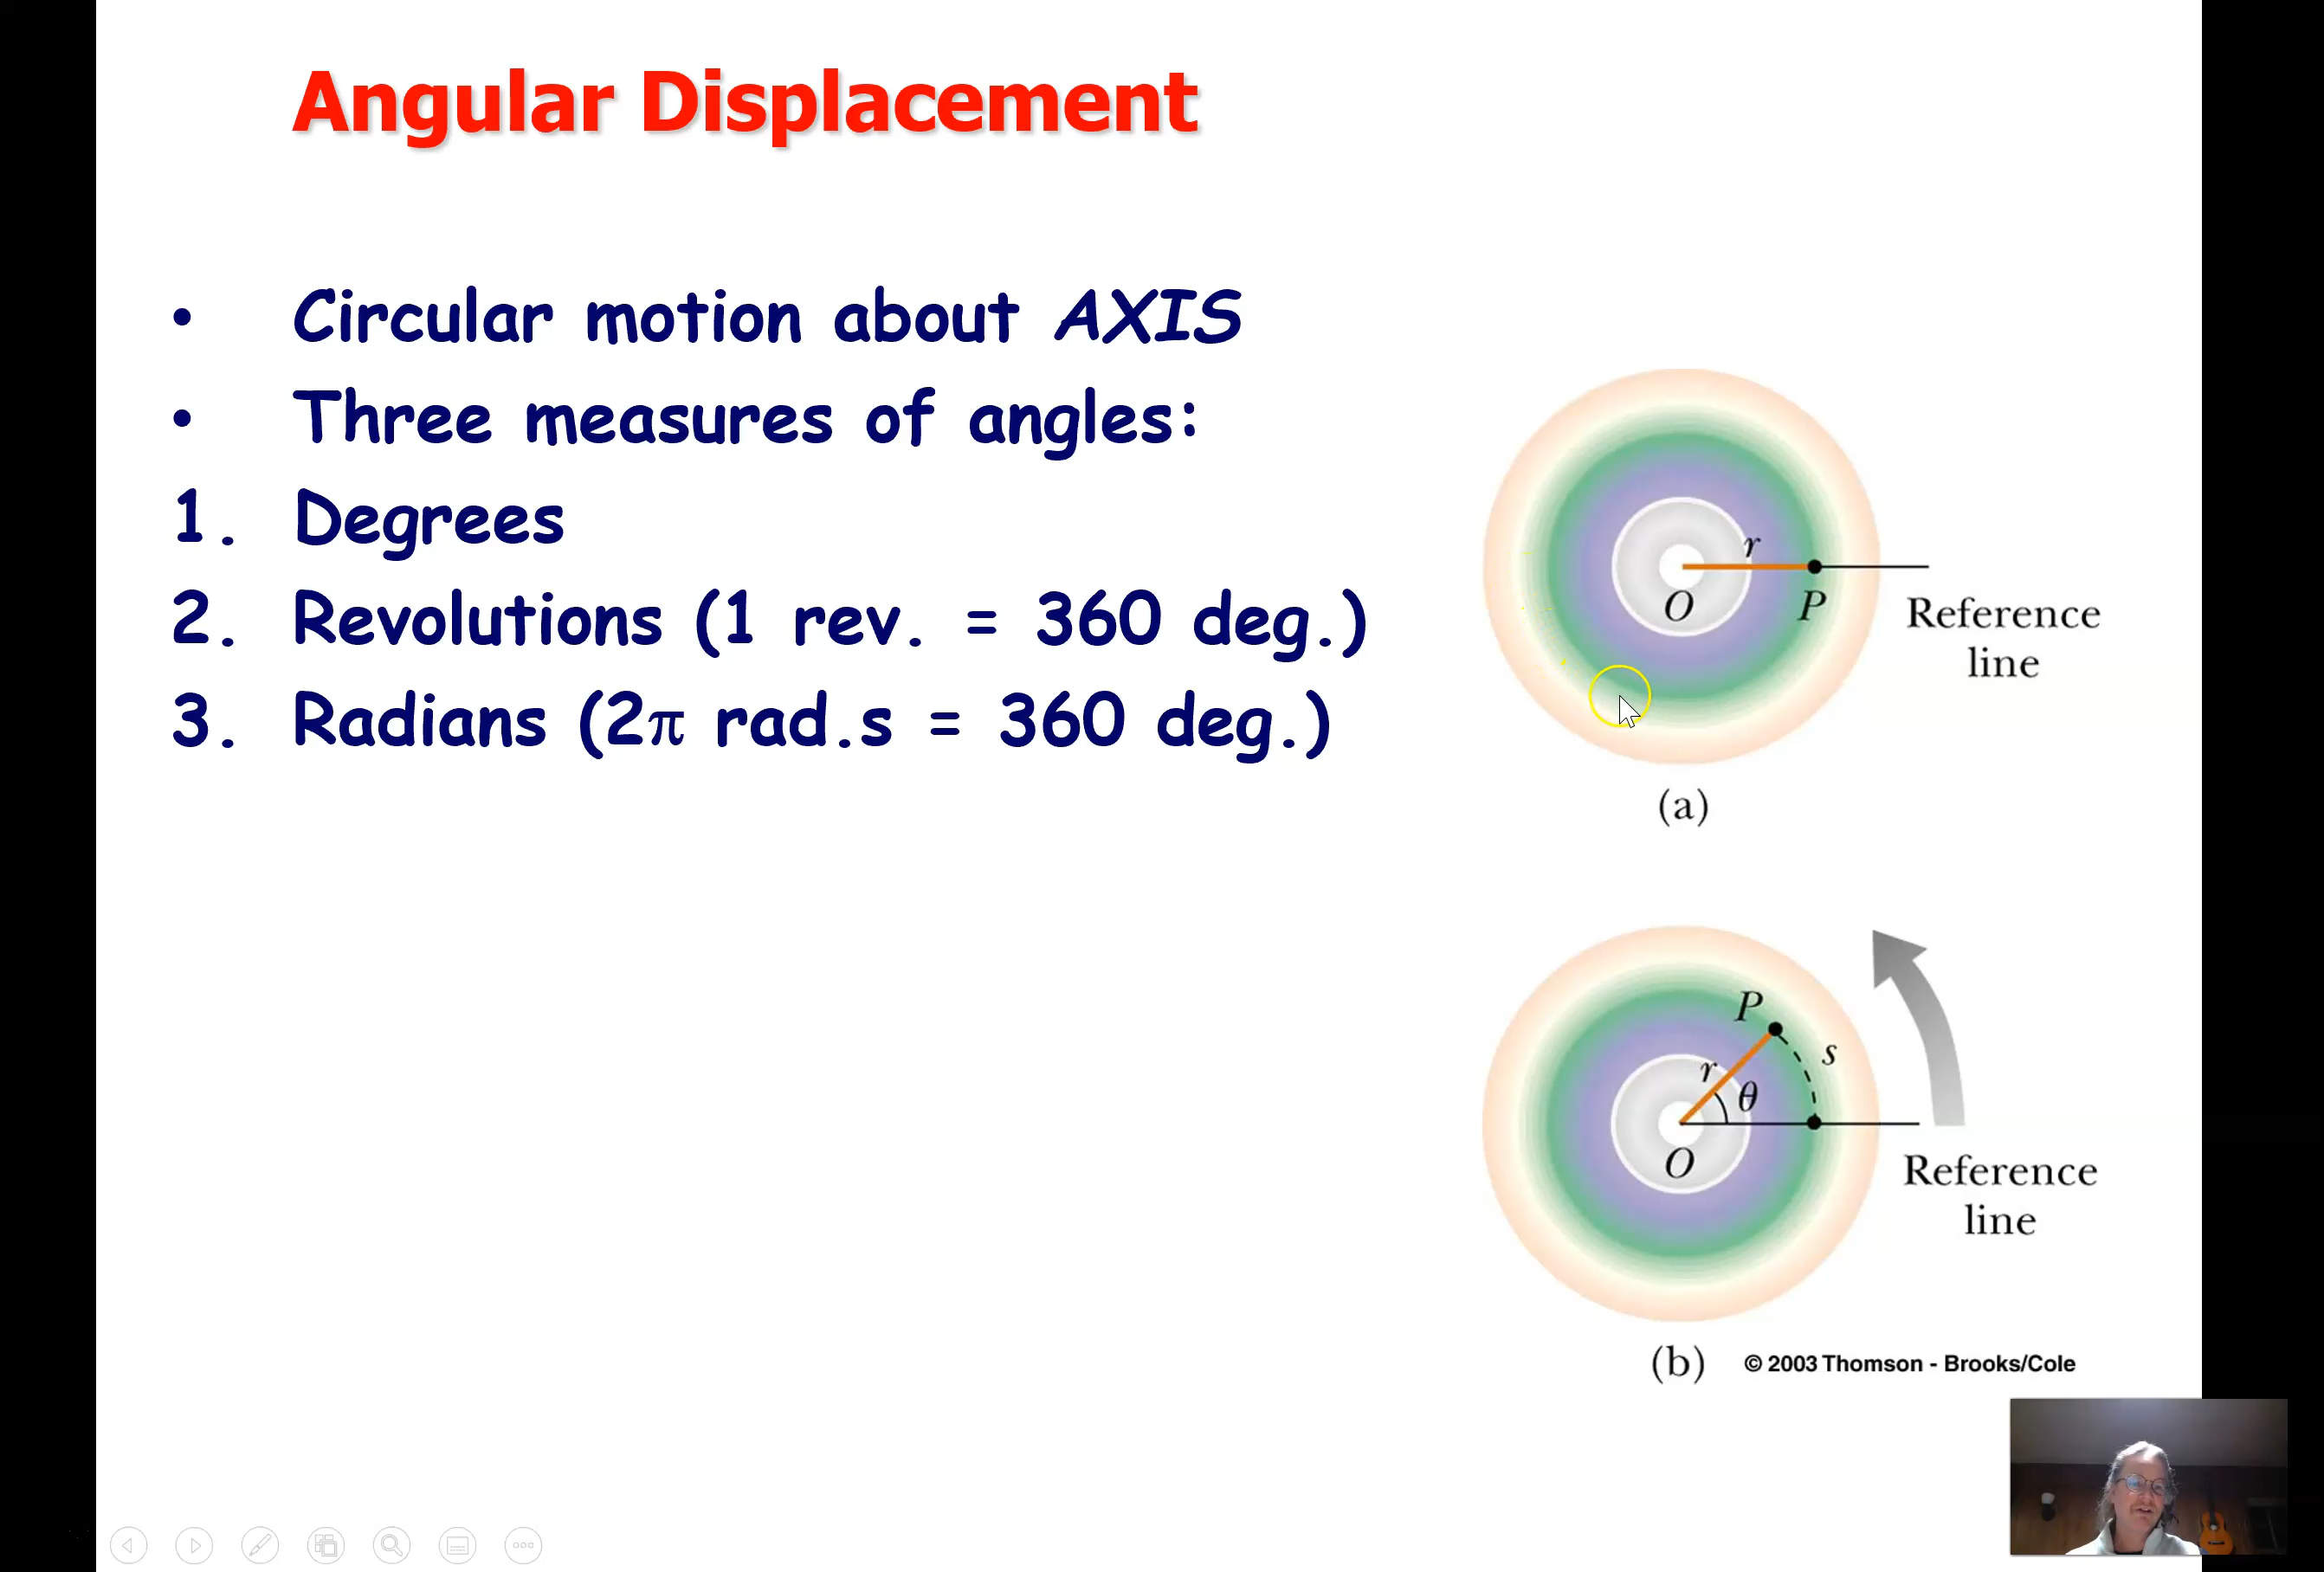 Angular Displacement
• Circular motion about AXIS
• Three measures of angles:
1. Degrees
2. Revolutions (1 rev. = 360 deg.)
3. Radians (2π rad.s = 360 deg.)
r
O
P
Reference
line
(a)
P
s
r
θ
O
Reference
line
(b)
© 2003 Thomson - Brooks/Cole